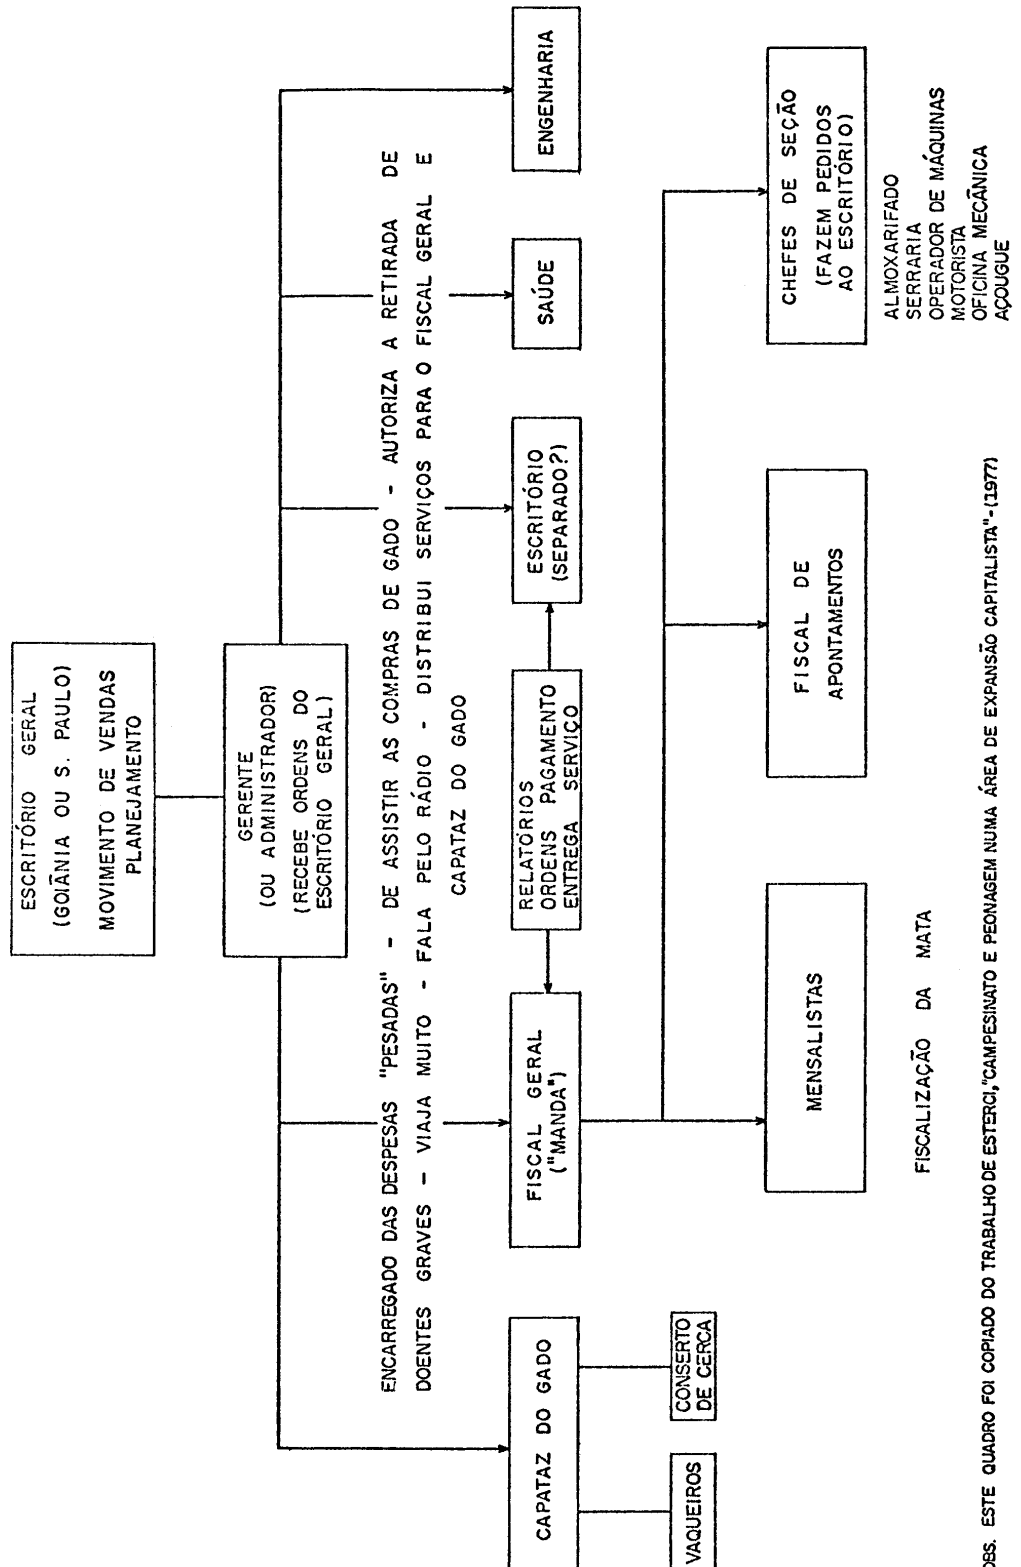 ESCRITÓRIO GERAL
(GOIÂNIA OU S. PAULO)
MOVIMENTO DE VENDAS
PLANEJAMENTO
GERENTE
(OU ADMINISTRADOR)
(RECEBE ORDENS DO
ESCRITÓRIO GERAL)
ENCARREGADO DAS DESPESAS "PESADAS" - DE ASSISTIR AS COMPRAS DE GADO - AUTORIZA A RETIRADA DE
DOENTES GRAVES - VIAJA MUITO - FALA PELO RÁDIO - DISTRIBUI SERVIÇOS PARA O FISCAL GERAL E
CAPATAZ DO GADO
CAPATAZ DO GADO
FISCAL GERAL
("MANDA")
RELATÓRIOS
ORDENS PAGAMENTO
ENTREGA SERVIÇO
ESCRITÓRIO
(SEPARADO?)
SAÚDE
ENGENHARIA
VAQUEIROS
CONSERTO
DE CERCA
MENSALISTAS
FISCAL DE
APONTAMENTOS
CHEFES DE SEÇÃO
(FAZEM PEDIDOS
AO ESCRITÓRIO)
FISCALIZAÇÃO DA MATA
ALMOXARIFADO
SERRARIA
OPERADOR DE MÁQUINAS
MOTORISTA
OFICINA MECÂNICA
AÇOUGUE
OBS. ESTE QUADRO FOI COPIADO DO TRABALHO DE ESTERCI, "CAMPESINATO E PEONAGEM NUMA ÁREA DE EXPANSÃO CAPITALISTA"-(1977)